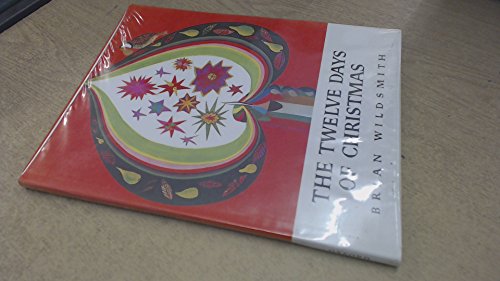 THE TWELVE DAYS
OF CHRISTMAS
BRIAN WILDSMITH